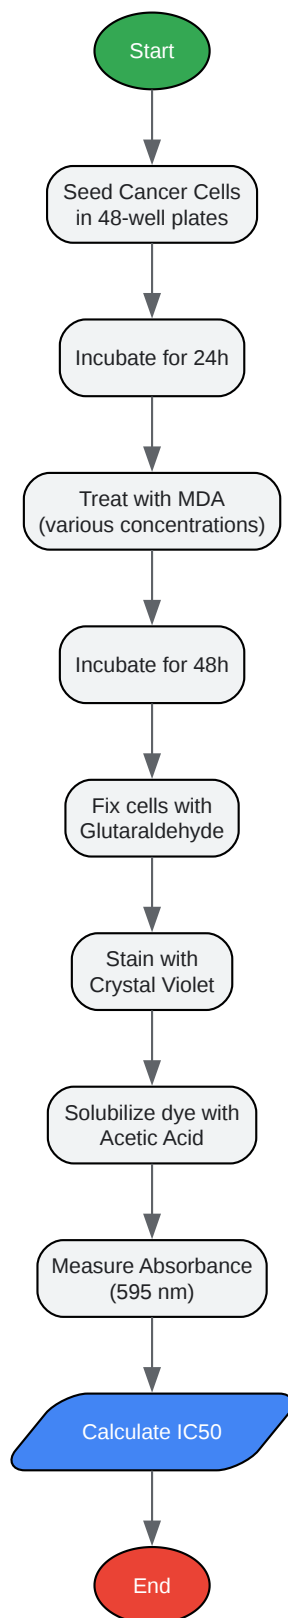 Start
Seed Cancer Cells
in 48-well plates
Incubate for 24h
Treat with MDA
(various concentrations)
Incubate for 48h
Fix cells with
Glutaraldehyde
Stain with
Crystal Violet
Solubilize dye with
Acetic Acid
Measure Absorbance
(595 nm)
Calculate IC50
End